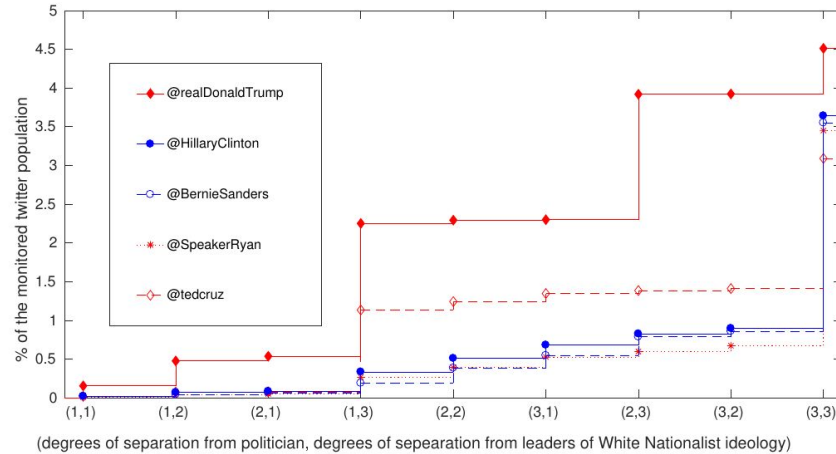 5
4.5
4
3.5
3
2.5
2
1.5
1
0.5
0
% of the monitored twitter population
@realDonaldTrump
@HillaryClinton
@BernieSanders
@SpeakerRyan
@tedcruz
(1,1) (1,2) (2,1) (1,3) (2,2) (3,1) (2,3) (3,2) (3,3)
(degrees of separation from politician, degrees of sepearation from leaders of White Nationalist ideology)